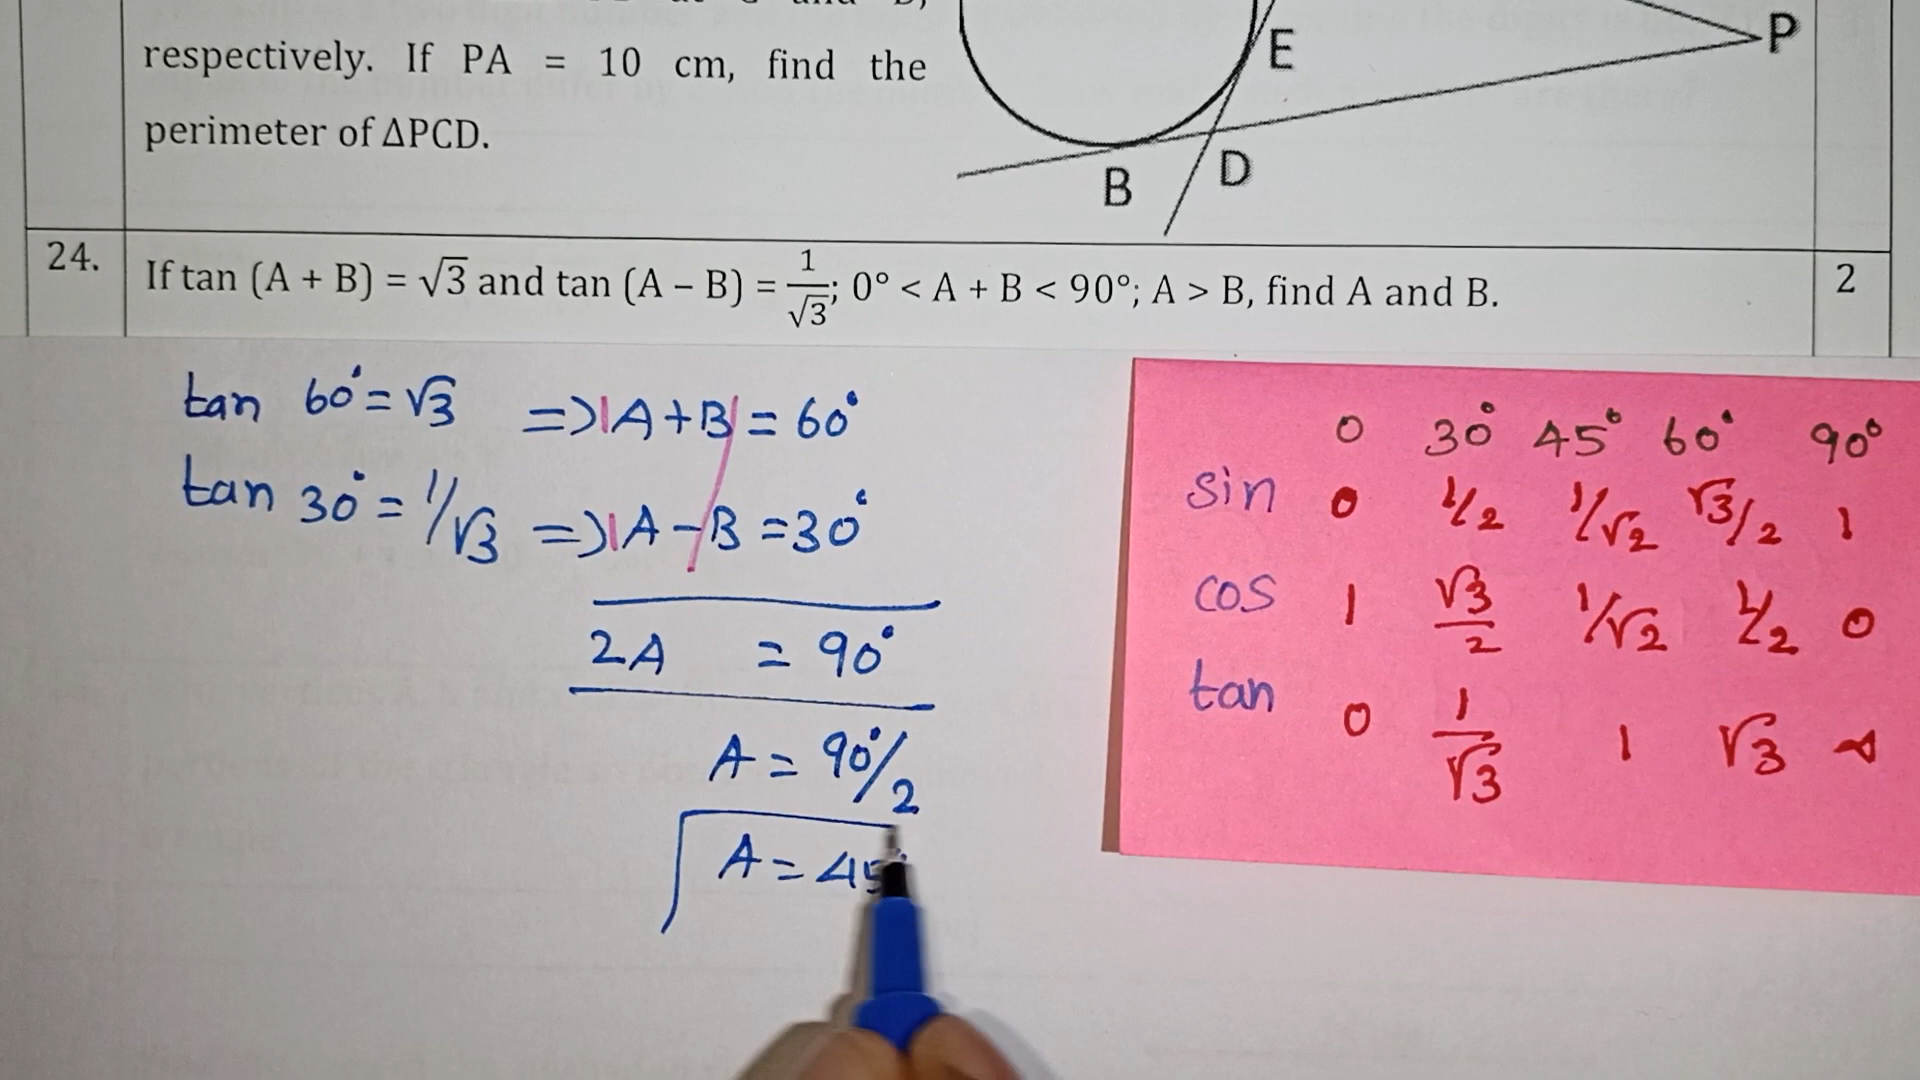 respectively. If PA = 10 cm, find the
perimeter of ΔPCD.
E
P
B
D
24.
If tan (A + B) = √3 and tan (A – B) = 1/√3; 0° < A + B < 90°; A > B, find A and B.
2
tan 60° = √3 => A + B = 60°
tan 30° = 1/√3 => A - B = 30°
2A = 90°
A = 90°/2
A = 45°
0 30° 45° 60° 90°
sin 0 1/2 1/√2 √3/2 1
cos 1 √3/2 1/√2 1/2 0
tan 0 1/√3 1 √3 ∝